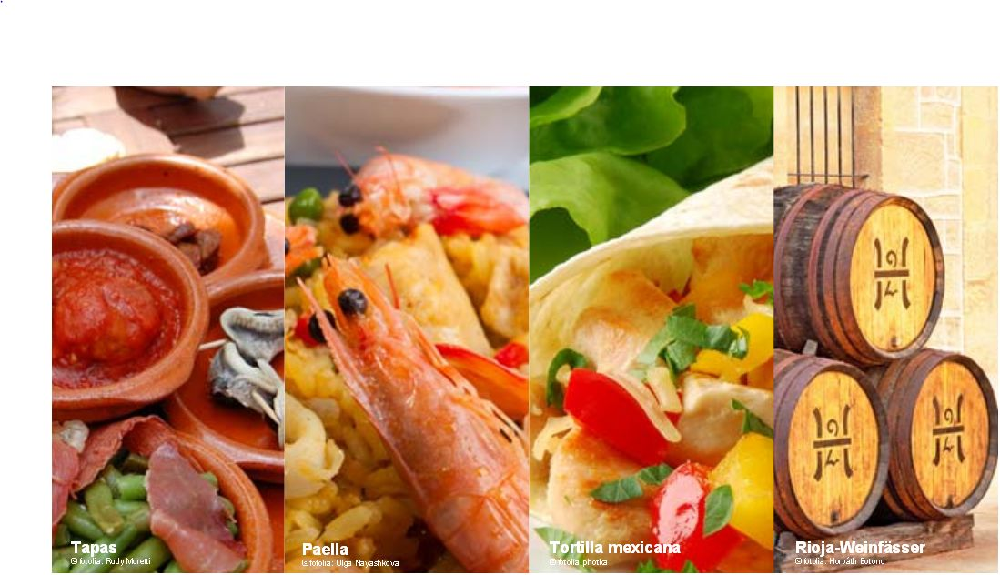 Tapas
©fotolia: Rudy Moretti
Paella
©fotolia: Olga Nayashkova
Tortilla mexicana
©fotolia: photka
Rioja-Weinfässer
©fotolia: Horváth Botond